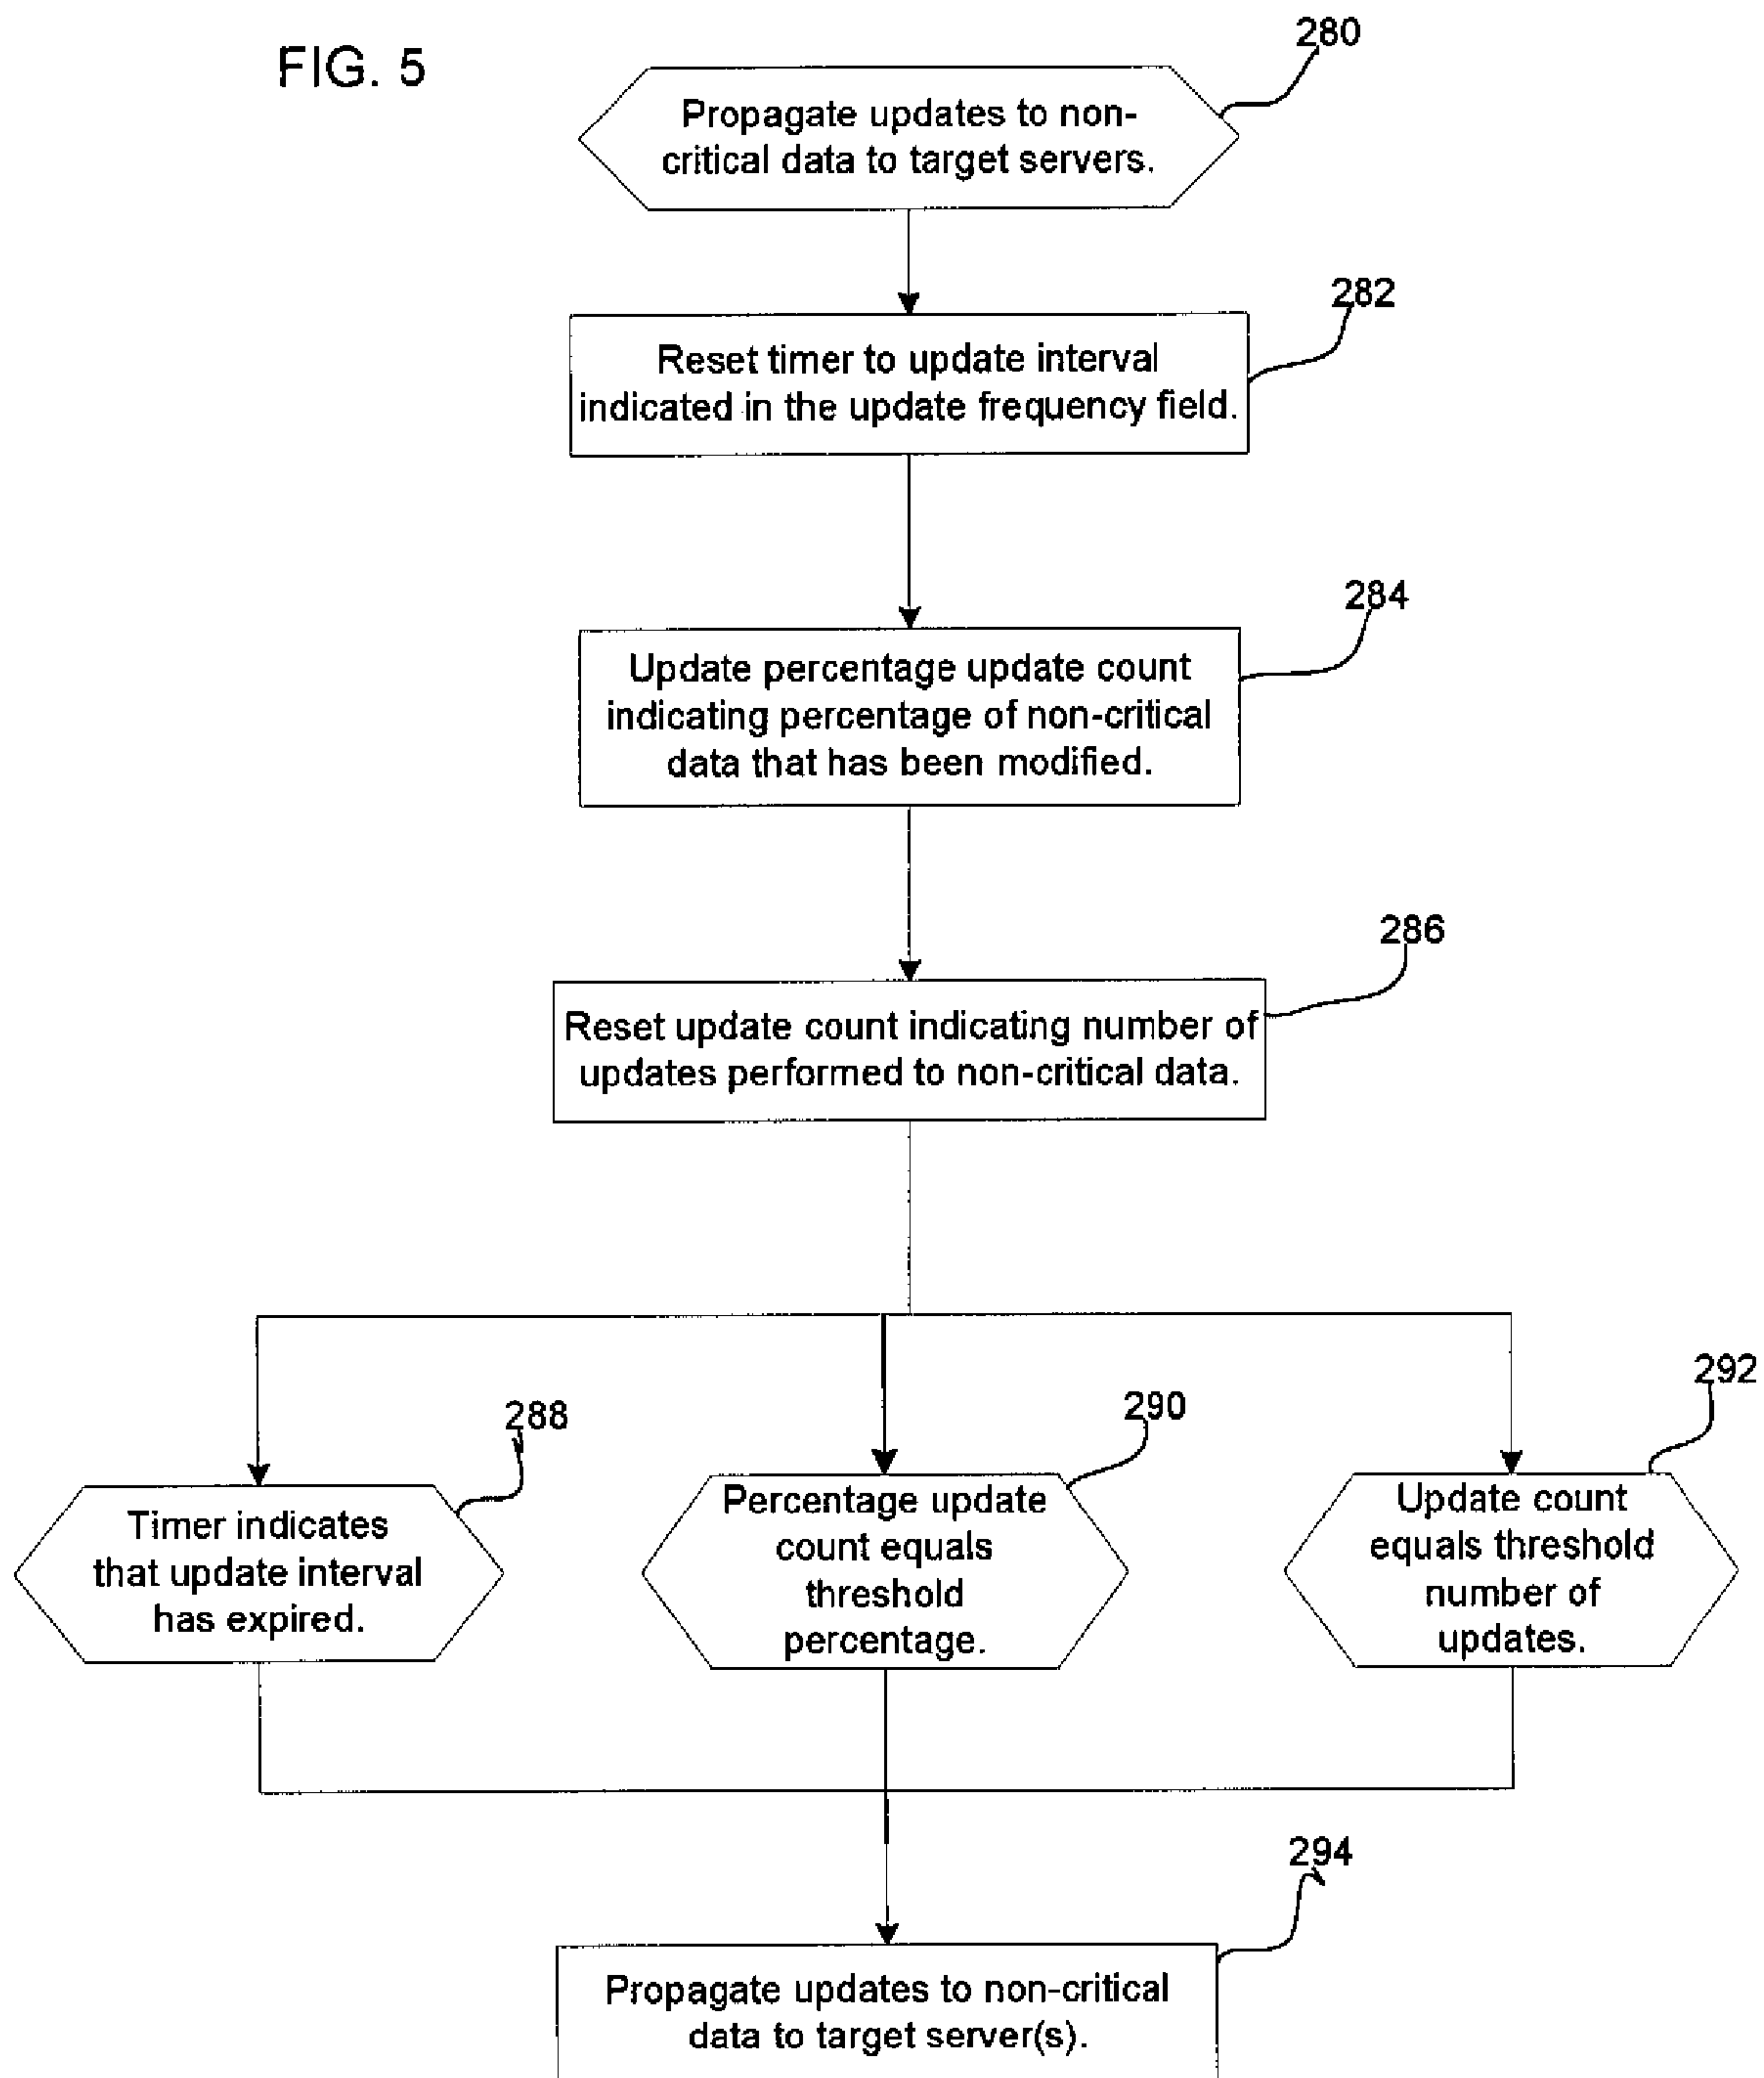 FIG. 5
280
Propagate updates to non-
critical data to target servers.
282
Reset timer to update interval
indicated in the update frequency field.
284
Update percentage update count
indicating percentage of non-critical
data that has been modified.
286
Reset update count indicating number of
updates performed to non-critical data.
288
Timer indicates
that update interval
has expired.
290
Percentage update
count equals
threshold
percentage.
292
Update count
equals threshold
number of
updates.
294
Propagate updates to non-critical
data to target server(s).